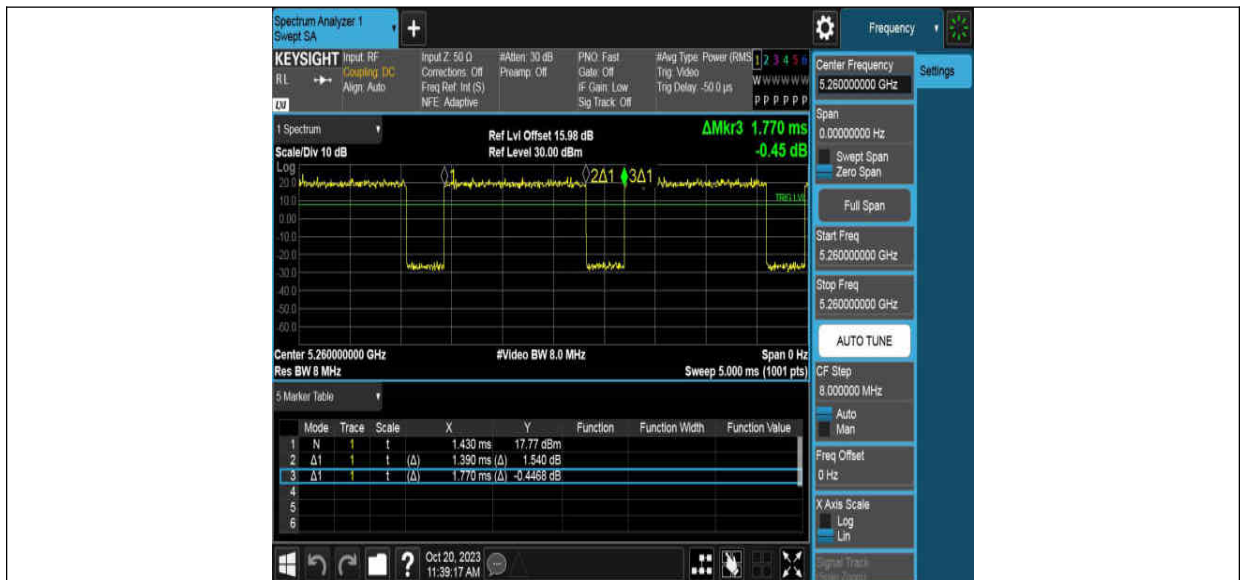 Spectrum Analyzer 1
Swept SA
+
Frequency
KEYSIGHT Input: RF Input Z: 50 Ω #Atten: 30 dB PNO: Fast #Avg Type: Power (RMS 1 2 3 4 5 6
RL Coupling: DC Corrections: Off Preamp: Off Gate: Off Trig: Video
Align: Auto Freq Ref: Int (S) IF Gain: Low Trig Delay: -50.0 µs W W W W W W
LXI NFE: Adaptive Sig Track: Off P P P P P P
Center Frequency
5.260000000 GHz
Settings
Span
0.00000000 Hz
Swept Span
Zero Span
Full Span
Start Freq
5.260000000 GHz
Stop Freq
5.260000000 GHz
AUTO TUNE
CF Step
8.000000 MHz
Auto
Man
Freq Offset
0 Hz
X Axis Scale
Log
Lin
Signal Track
(Span Zoom)
1 Spectrum
Scale/Div 10 dB
Ref Lvl Offset 15.98 dB
Ref Level 30.00 dBm
ΔMkr3 1.770 ms
-0.45 dB
Log
1
2Δ1
3Δ1
TRIG LVL
20.0
10.0
0.00
-10.0
-20.0
-30.0
-40.0
-50.0
-60.0
Center 5.260000000 GHz #Video BW 8.0 MHz Span 0 Hz
Res BW 8 MHz Sweep 5.000 ms (1001 pts)
5 Marker Table
Mode Trace Scale X Y Function Function Width Function Value
1 N 1 t 1.430 ms 17.77 dBm
2 Δ1 1 t (Δ) 1.390 ms (Δ) 1.540 dB
3 Δ1 1 t (Δ) 1.770 ms (Δ) -0.4468 dB
4
5
6
?
Oct 20, 2023
11:39:17 AM